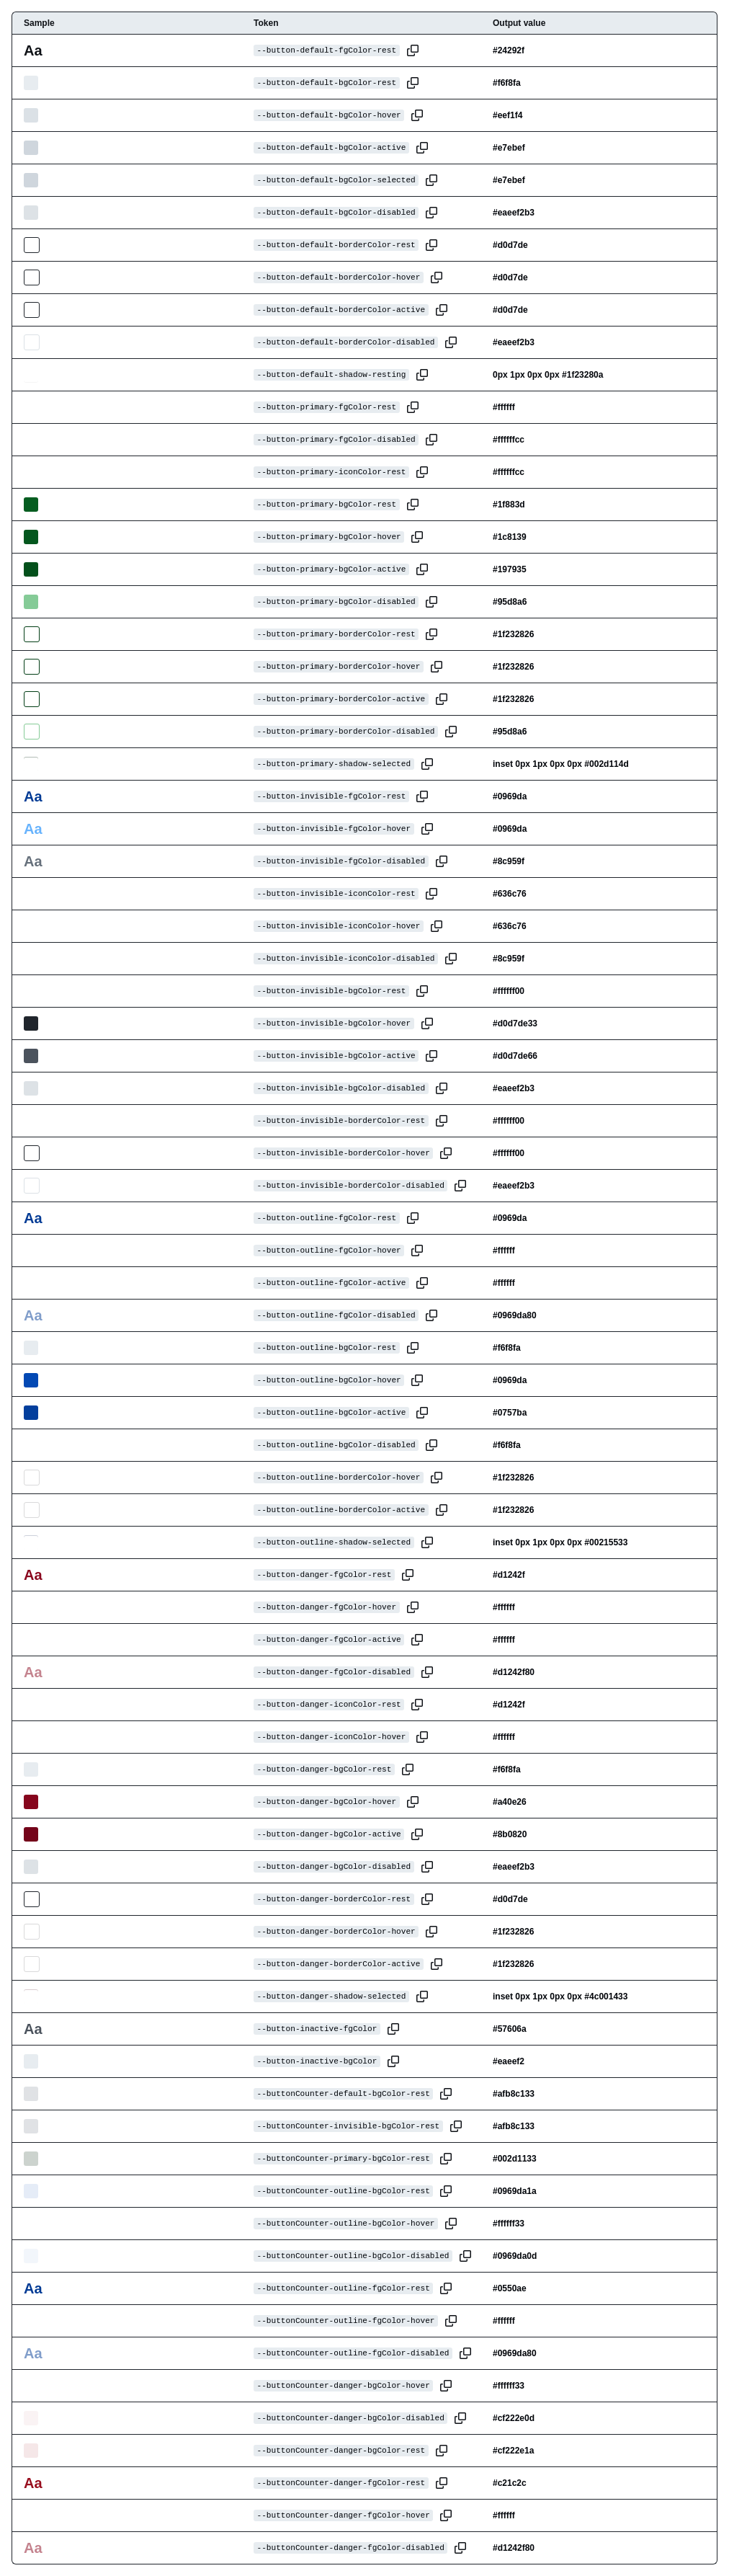 Sample Token Output value
Aa --button-default-fgColor-rest #24292f
--button-default-bgColor-rest #f6f8fa
--button-default-bgColor-hover #eef1f4
--button-default-bgColor-active #e7ebef
--button-default-bgColor-selected #e7ebef
--button-default-bgColor-disabled #eaeef2b3
--button-default-borderColor-rest #d0d7de
--button-default-borderColor-hover #d0d7de
--button-default-borderColor-active #d0d7de
--button-default-borderColor-disabled #eaeef2b3
--button-default-shadow-resting 0px 1px 0px 0px #1f23280a
--button-primary-fgColor-rest #ffffff
--button-primary-fgColor-disabled #ffffffcc
--button-primary-iconColor-rest #ffffffcc
--button-primary-bgColor-rest #1f883d
--button-primary-bgColor-hover #1c8139
--button-primary-bgColor-active #197935
--button-primary-bgColor-disabled #95d8a6
--button-primary-borderColor-rest #1f232826
--button-primary-borderColor-hover #1f232826
--button-primary-borderColor-active #1f232826
--button-primary-borderColor-disabled #95d8a6
--button-primary-shadow-selected inset 0px 1px 0px 0px #002d114d
Aa --button-invisible-fgColor-rest #0969da
Aa --button-invisible-fgColor-hover #0969da
Aa --button-invisible-fgColor-disabled #8c959f
--button-invisible-iconColor-rest #636c76
--button-invisible-iconColor-hover #636c76
--button-invisible-iconColor-disabled #8c959f
--button-invisible-bgColor-rest #ffffff00
--button-invisible-bgColor-hover #d0d7de33
--button-invisible-bgColor-active #d0d7de66
--button-invisible-bgColor-disabled #eaeef2b3
--button-invisible-borderColor-rest #ffffff00
--button-invisible-borderColor-hover #ffffff00
--button-invisible-borderColor-disabled #eaeef2b3
Aa --button-outline-fgColor-rest #0969da
--button-outline-fgColor-hover #ffffff
--button-outline-fgColor-active #ffffff
Aa --button-outline-fgColor-disabled #0969da80
--button-outline-bgColor-rest #f6f8fa
--button-outline-bgColor-hover #0969da
--button-outline-bgColor-active #0757ba
--button-outline-bgColor-disabled #f6f8fa
--button-outline-borderColor-hover #1f232826
--button-outline-borderColor-active #1f232826
--button-outline-shadow-selected inset 0px 1px 0px 0px #00215533
Aa --button-danger-fgColor-rest #d1242f
--button-danger-fgColor-hover #ffffff
--button-danger-fgColor-active #ffffff
Aa --button-danger-fgColor-disabled #d1242f80
--button-danger-iconColor-rest #d1242f
--button-danger-iconColor-hover #ffffff
--button-danger-bgColor-rest #f6f8fa
--button-danger-bgColor-hover #a40e26
--button-danger-bgColor-active #8b0820
--button-danger-bgColor-disabled #eaeef2b3
--button-danger-borderColor-rest #d0d7de
--button-danger-borderColor-hover #1f232826
--button-danger-borderColor-active #1f232826
--button-danger-shadow-selected inset 0px 1px 0px 0px #4c001433
Aa --button-inactive-fgColor #57606a
--button-inactive-bgColor #eaeef2
--buttonCounter-default-bgColor-rest #afb8c133
--buttonCounter-invisible-bgColor-rest #afb8c133
--buttonCounter-primary-bgColor-rest #002d1133
--buttonCounter-outline-bgColor-rest #0969da1a
--buttonCounter-outline-bgColor-hover #ffffff33
--buttonCounter-outline-bgColor-disabled #0969da0d
Aa --buttonCounter-outline-fgColor-rest #0550ae
--buttonCounter-outline-fgColor-hover #ffffff
Aa --buttonCounter-outline-fgColor-disabled #0969da80
--buttonCounter-danger-bgColor-hover #ffffff33
--buttonCounter-danger-bgColor-disabled #cf222e0d
--buttonCounter-danger-bgColor-rest #cf222e1a
Aa --buttonCounter-danger-fgColor-rest #c21c2c
--buttonCounter-danger-fgColor-hover #ffffff
Aa --buttonCounter-danger-fgColor-disabled #d1242f80